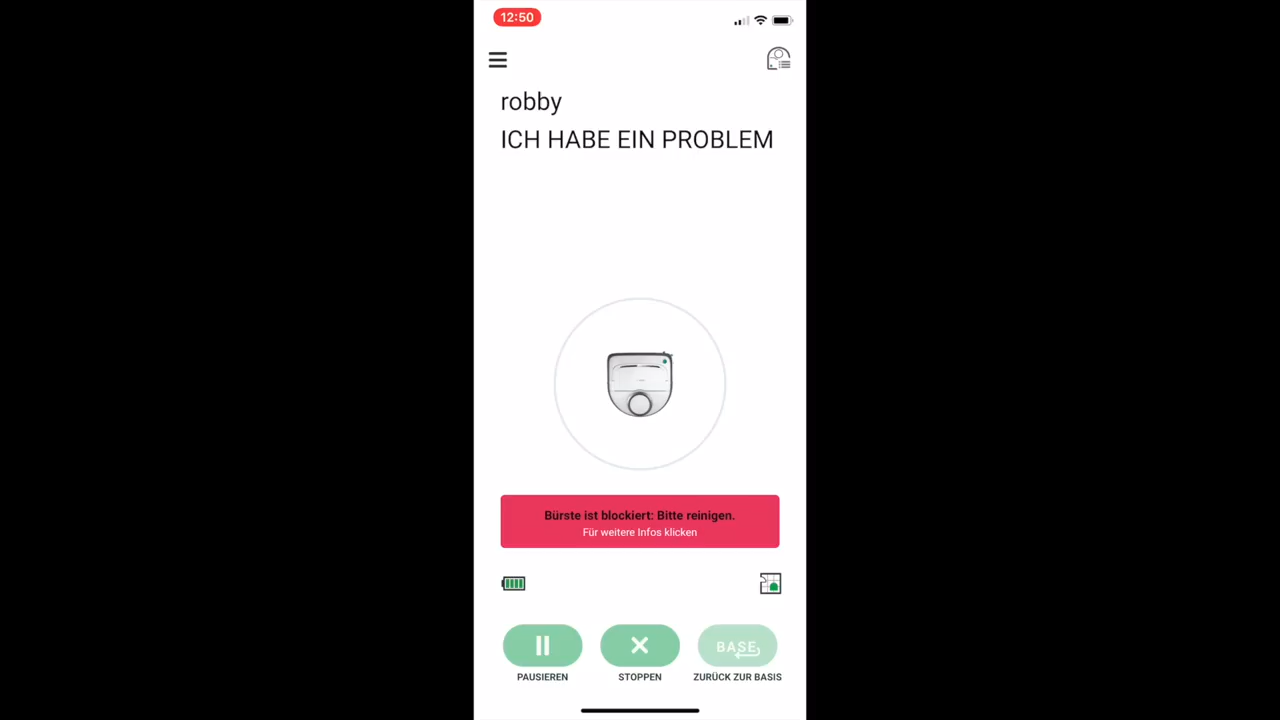 12:50
robby
ICH HABE EIN PROBLEM
Bürste ist blockiert: Bitte reinigen.
Für weitere Infos klicken
BASE
PAUSIEREN
STOPPEN
ZURÜCK ZUR BASIS